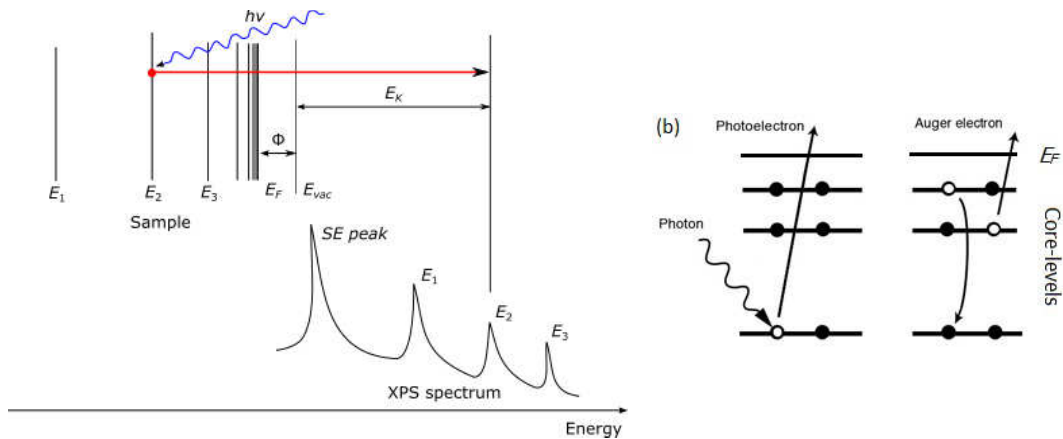 hv
E_K
Φ
E_1
E_2
E_3
E_F
E_vac
Sample
SE peak
E_1
E_2
E_3
XPS spectrum
Energy
(b)
Photoelectron
Auger electron
E_F
Photon
Core-levels